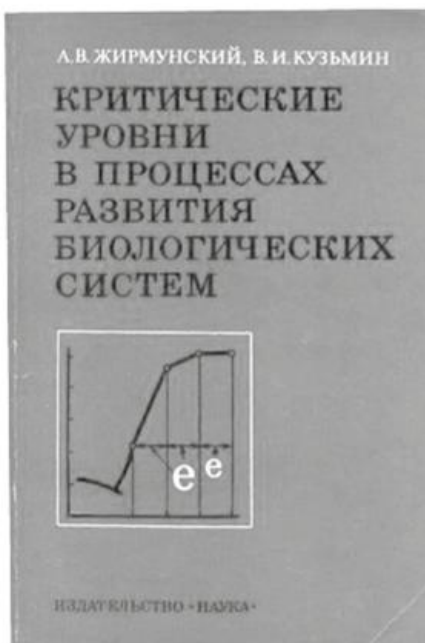 А.В. ЖИРМУНСКИЙ, В.И. КУЗЬМИН
КРИТИЧЕСКИЕ
УРОВНИ
В ПРОЦЕССАХ
РАЗВИТИЯ
БИОЛОГИЧЕСКИХ
СИСТЕМ
e e
ИЗДАТЕЛЬСТВО «НАУКА»